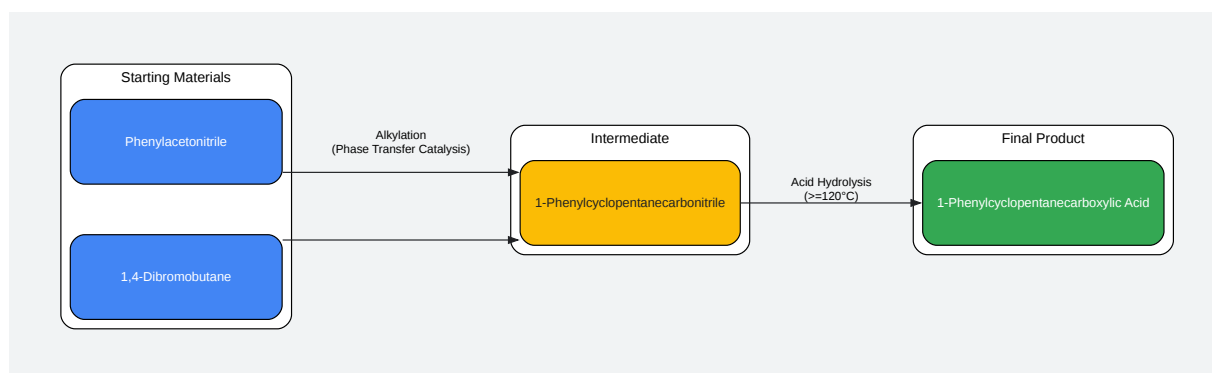 Starting Materials
Phenylacetonitrile
1,4-Dibromobutane
Alkylation
(Phase Transfer Catalysis)
Intermediate
1-Phenylcyclopentanecarbonitrile
Acid Hydrolysis
(>=120°C)
Final Product
1-Phenylcyclopentanecarboxylic Acid